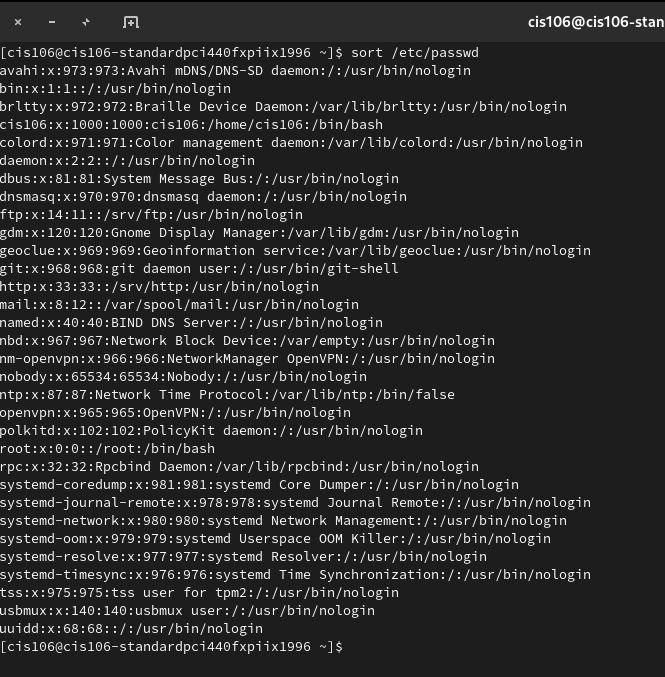 cis106@cis106-stan
[cis106@cis106-standardpci440fxpiix1996 ~]$ sort /etc/passwd
avahi:x:973:973:Avahi mDNS/DNS-SD daemon:/:/usr/bin/nologin
bin:x:1:1::/:/usr/bin/nologin
brltty:x:972:972:Braille Device Daemon:/var/lib/brltty:/usr/bin/nologin
cis106:x:1000:1000:cis106:/home/cis106:/bin/bash
colord:x:971:971:Color management daemon:/var/lib/colord:/usr/bin/nologin
daemon:x:2:2::/:/usr/bin/nologin
dbus:x:81:81:System Message Bus:/:/usr/bin/nologin
dnsmasq:x:970:970:dnsmasq daemon:/:/usr/bin/nologin
ftp:x:14:11::/srv/ftp:/usr/bin/nologin
gdm:x:120:120:Gnome Display Manager:/var/lib/gdm:/usr/bin/nologin
geoclue:x:969:969:Geoinformation service:/var/lib/geoclue:/usr/bin/nologin
git:x:968:968:git daemon user:/:/usr/bin/git-shell
http:x:33:33::/srv/http:/usr/bin/nologin
mail:x:8:12::/var/spool/mail:/usr/bin/nologin
named:x:40:40:BIND DNS Server:/:/usr/bin/nologin
nbd:x:967:967:Network Block Device:/var/empty:/usr/bin/nologin
nm-openvpn:x:966:966:NetworkManager OpenVPN:/:/usr/bin/nologin
nobody:x:65534:65534:Nobody:/:/usr/bin/nologin
ntp:x:87:87:Network Time Protocol:/var/lib/ntp:/bin/false
openvpn:x:965:965:OpenVPN:/:/usr/bin/nologin
polkitd:x:102:102:PolicyKit daemon:/:/usr/bin/nologin
root:x:0:0::/root:/bin/bash
rpc:x:32:32:Rpcbind Daemon:/var/lib/rpcbind:/usr/bin/nologin
systemd-coredump:x:981:981:systemd Core Dumper:/:/usr/bin/nologin
systemd-journal-remote:x:978:978:systemd Journal Remote:/:/usr/bin/nologin
systemd-network:x:980:980:systemd Network Management:/:/usr/bin/nologin
systemd-oom:x:979:979:systemd Userspace OOM Killer:/:/usr/bin/nologin
systemd-resolve:x:977:977:systemd Resolver:/:/usr/bin/nologin
systemd-timesync:x:976:976:systemd Time Synchronization:/:/usr/bin/nologin
tss:x:975:975:tss user for tpm2:/:/usr/bin/nologin
usbmux:x:140:140:usbmux user:/:/usr/bin/nologin
uuidd:x:68:68::/:/usr/bin/nologin
[cis106@cis106-standardpci440fxpiix1996 ~]$